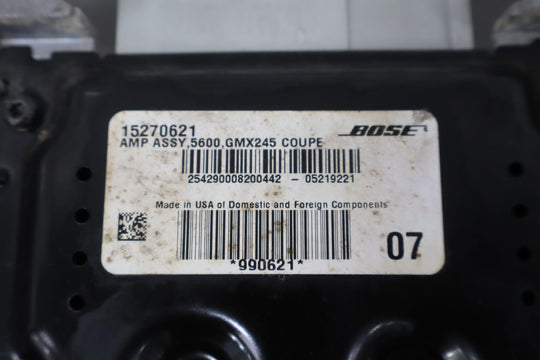 15270621
BOSE
AMP ASSY,5600,GMX245 COUPE
254290008200442 - 05219221
Made in USA of Domestic and Foreign Components
*990621*
07